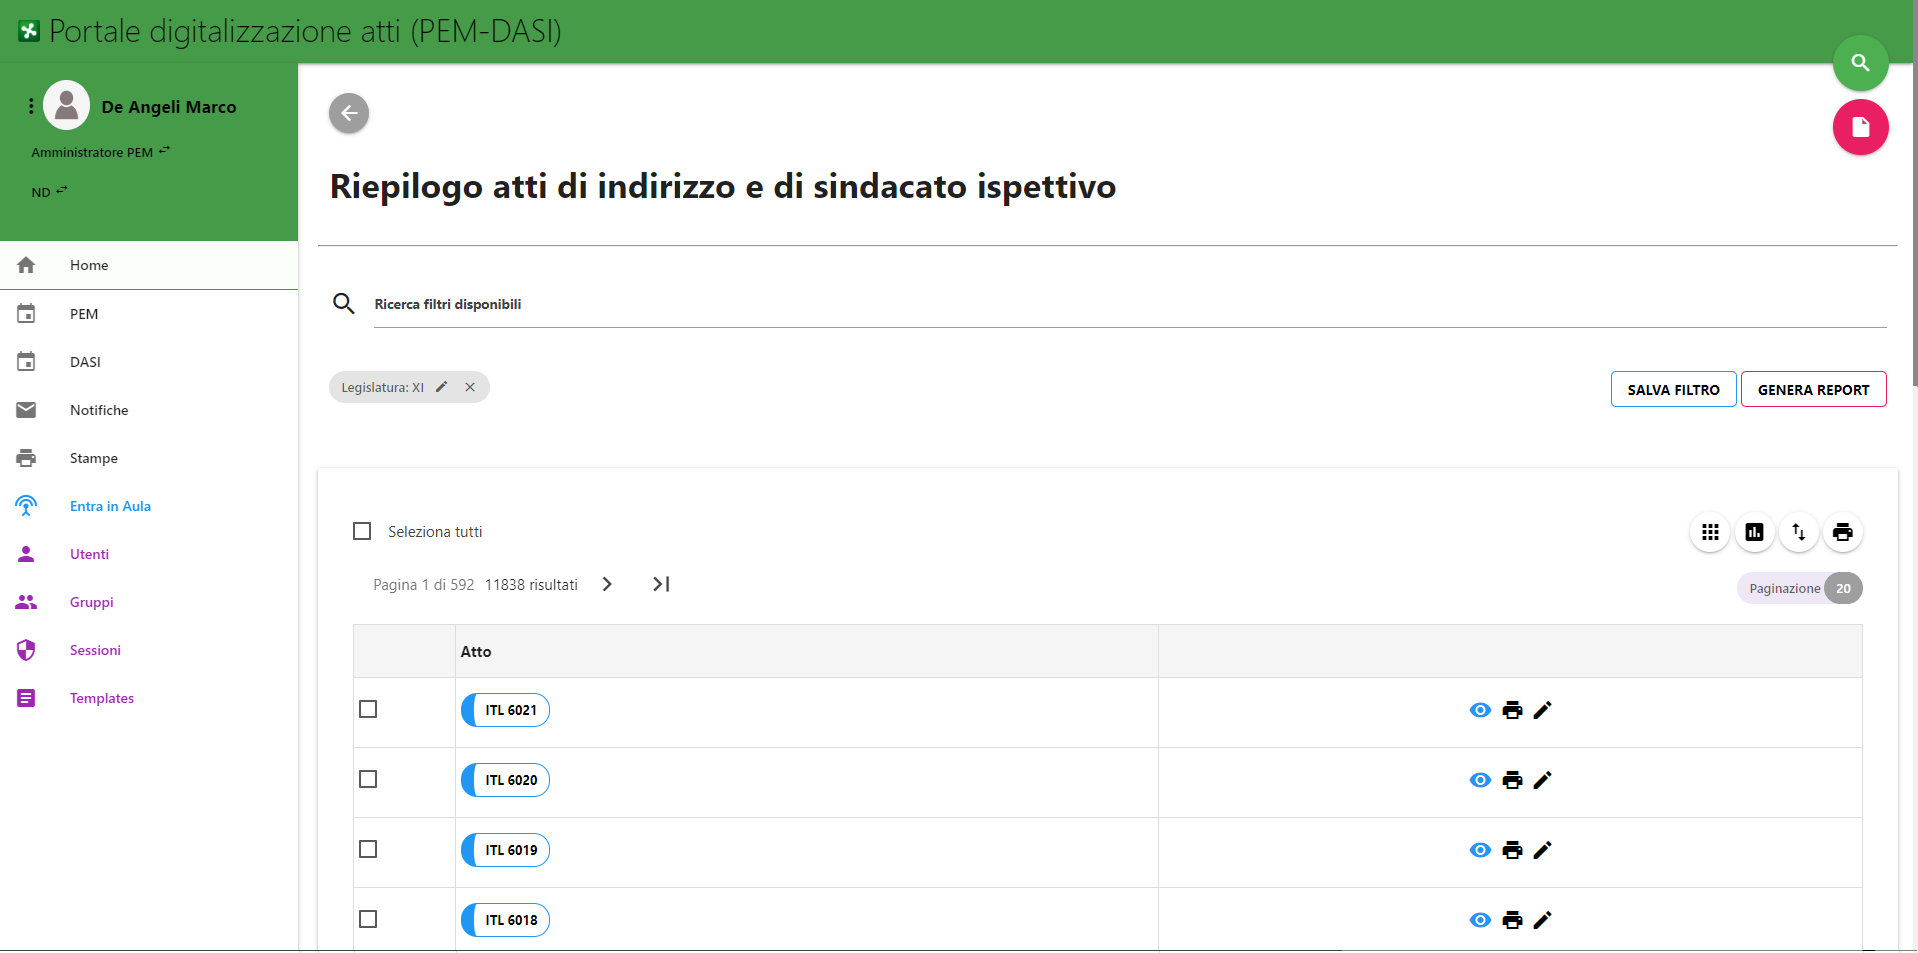 Portale digitalizzazione atti (PEM-DASI)
De Angeli Marco
Amministratore PEM
ND
Home
PEM
DASI
Notifiche
Stampe
Entra in Aula
Utenti
Gruppi
Sessioni
Templates
Riepilogo atti di indirizzo e di sindacato ispettivo
Ricerca filtri disponibili
Legislatura: XI
SALVA FILTRO GENERA REPORT
Seleziona tutti
Pagina 1 di 592 11838 risultati
Paginazione 20
Atto
ITL 6021
ITL 6020
ITL 6019
ITL 6018